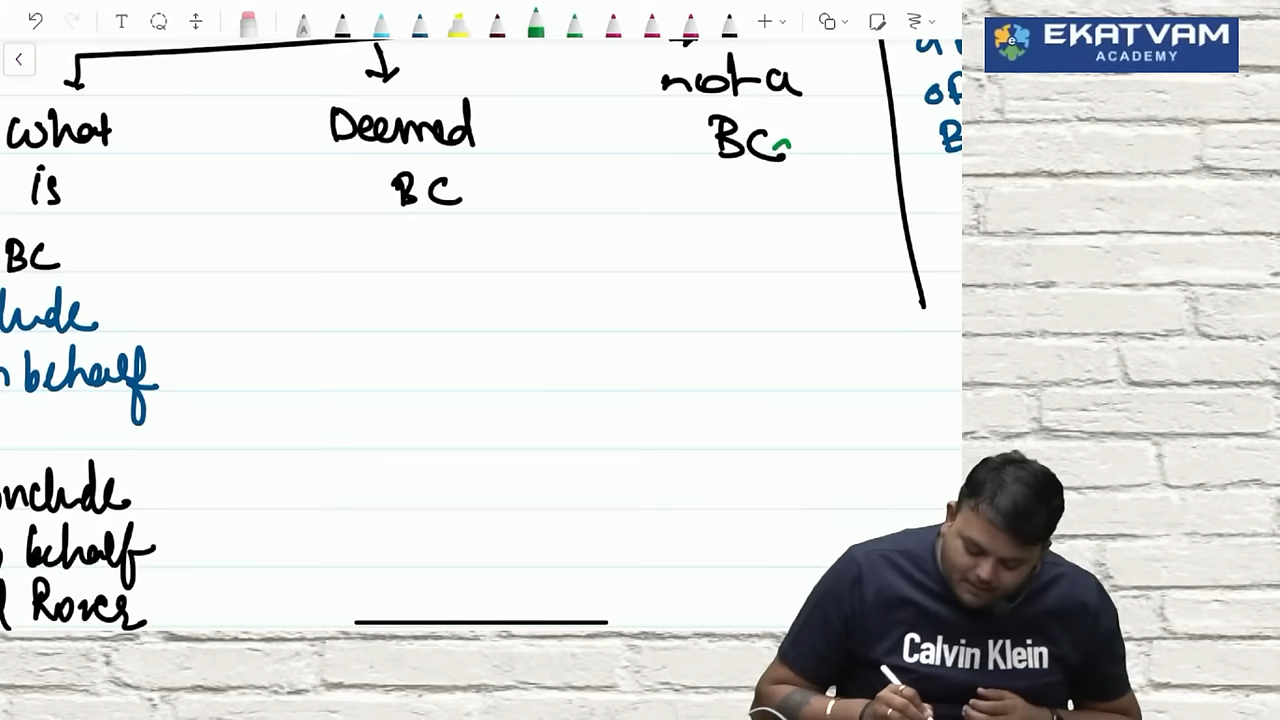 EKATVAM
ACADEMY
What
is
BC
Deemed
BC
not a
BC
of
B
lude
behalf
nclude
behalf
Rover
Calvin Klein